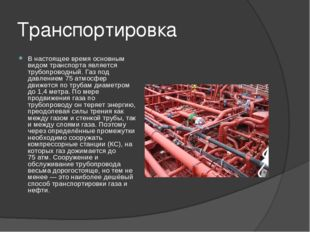 Транспортировка
В настоящее время основным
видом транспорта является
трубопроводный. Газ под
давлением 75 атмосфер
движется по трубам диаметром
до 1,4 метра. По мере
продвижения газа по
трубопроводу он теряет энергию,
преодолевая силы трения как
между газом и стенкой трубы, так
и между слоями газа. Поэтому
через определённые промежутки
необходимо сооружать
компрессорные станции (КС), на
которых газ дожимается до
75 атм. Сооружение и
обслуживание трубопровода
весьма дорогостоящее, но тем не
менее — это наиболее дешёвый
способ транспортировки газа и
нефти.